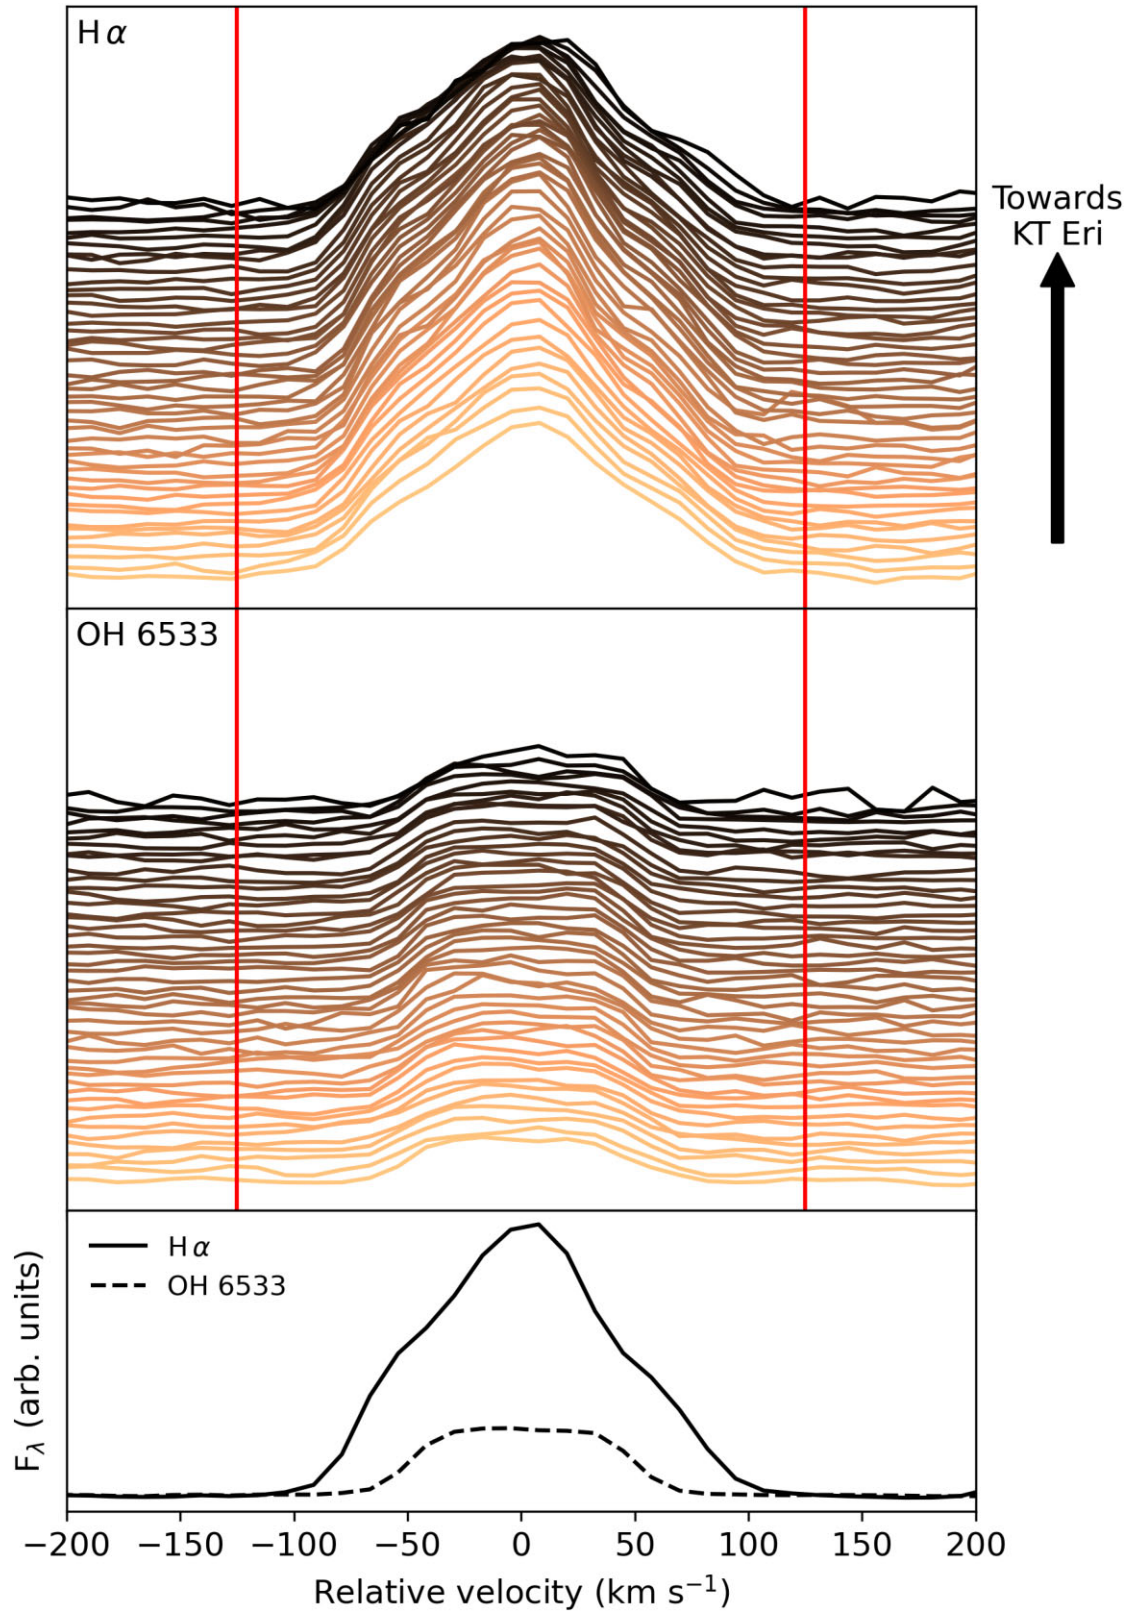 H α
Towards
KT Eri
OH 6533
H α
OH 6533
F_λ (arb. units)
−200 −150 −100 −50 0 50 100 150 200
Relative velocity (km s⁻¹)